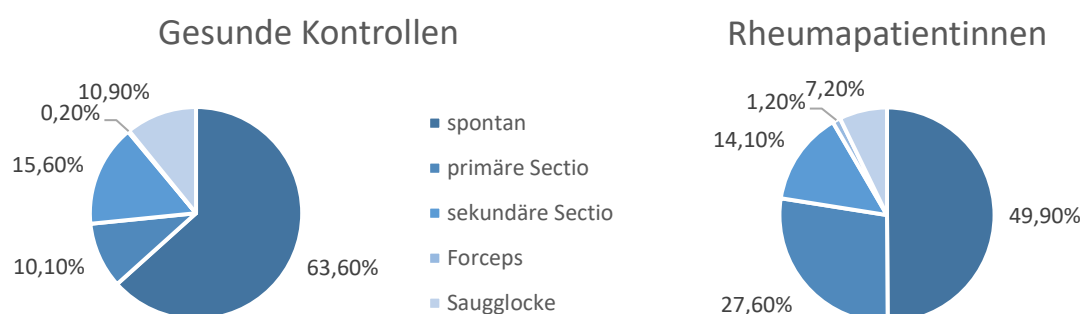 Gesunde Kontrollen
10,90%
0,20%
15,60%
10,10%
63,60%
spontan
primäre Sectio
sekundäre Sectio
Forceps
Saugglocke
Rheumapatientinnen
7,20%
1,20%
14,10%
49,90%
27,60%